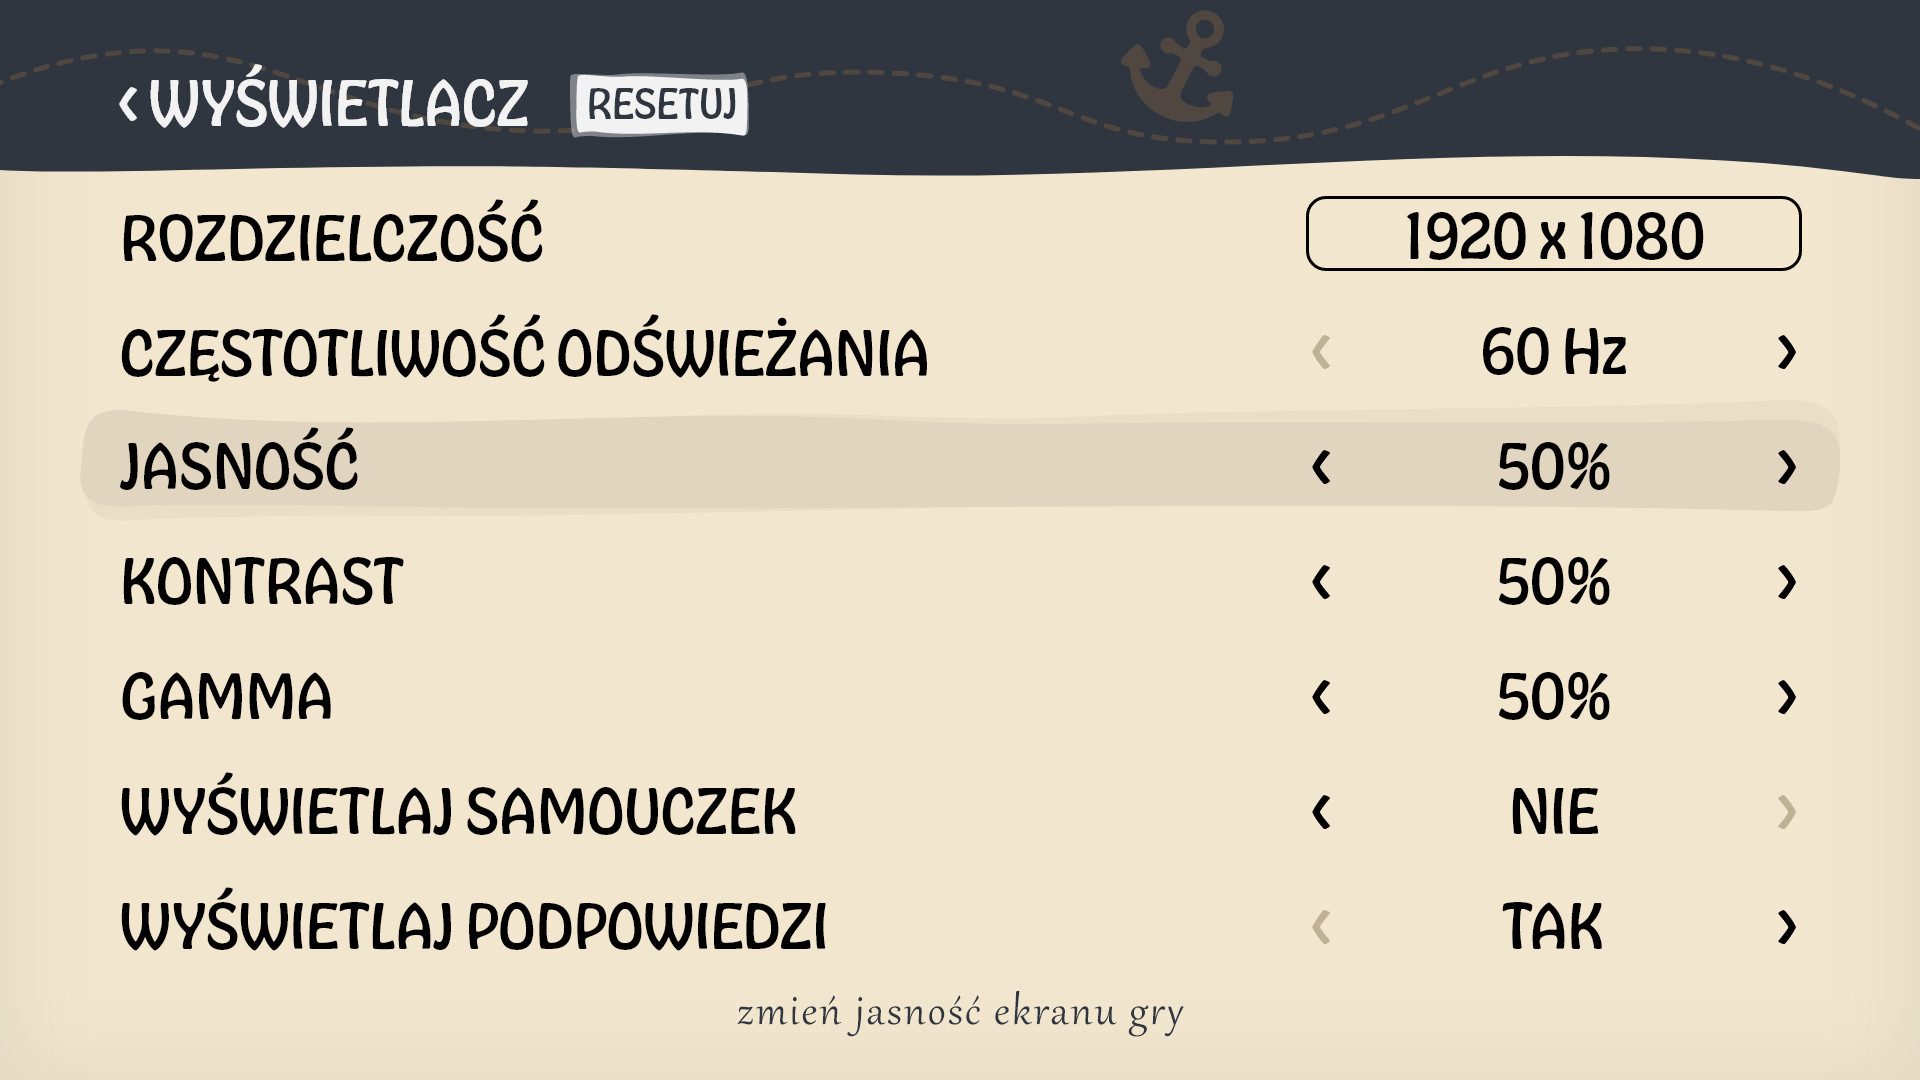 WYŚWIETLACZ RESETUJ
ROZDZIELCZOŚĆ 1920 x 1080
CZĘSTOTLIWOŚĆ ODŚWIEŻANIA 60 Hz
JASNOŚĆ 50%
KONTRAST 50%
GAMMA 50%
WYŚWIETLAJ SAMOUCZEK NIE
WYŚWIETLAJ PODPOWIEDZI TAK
zmień jasność ekranu gry